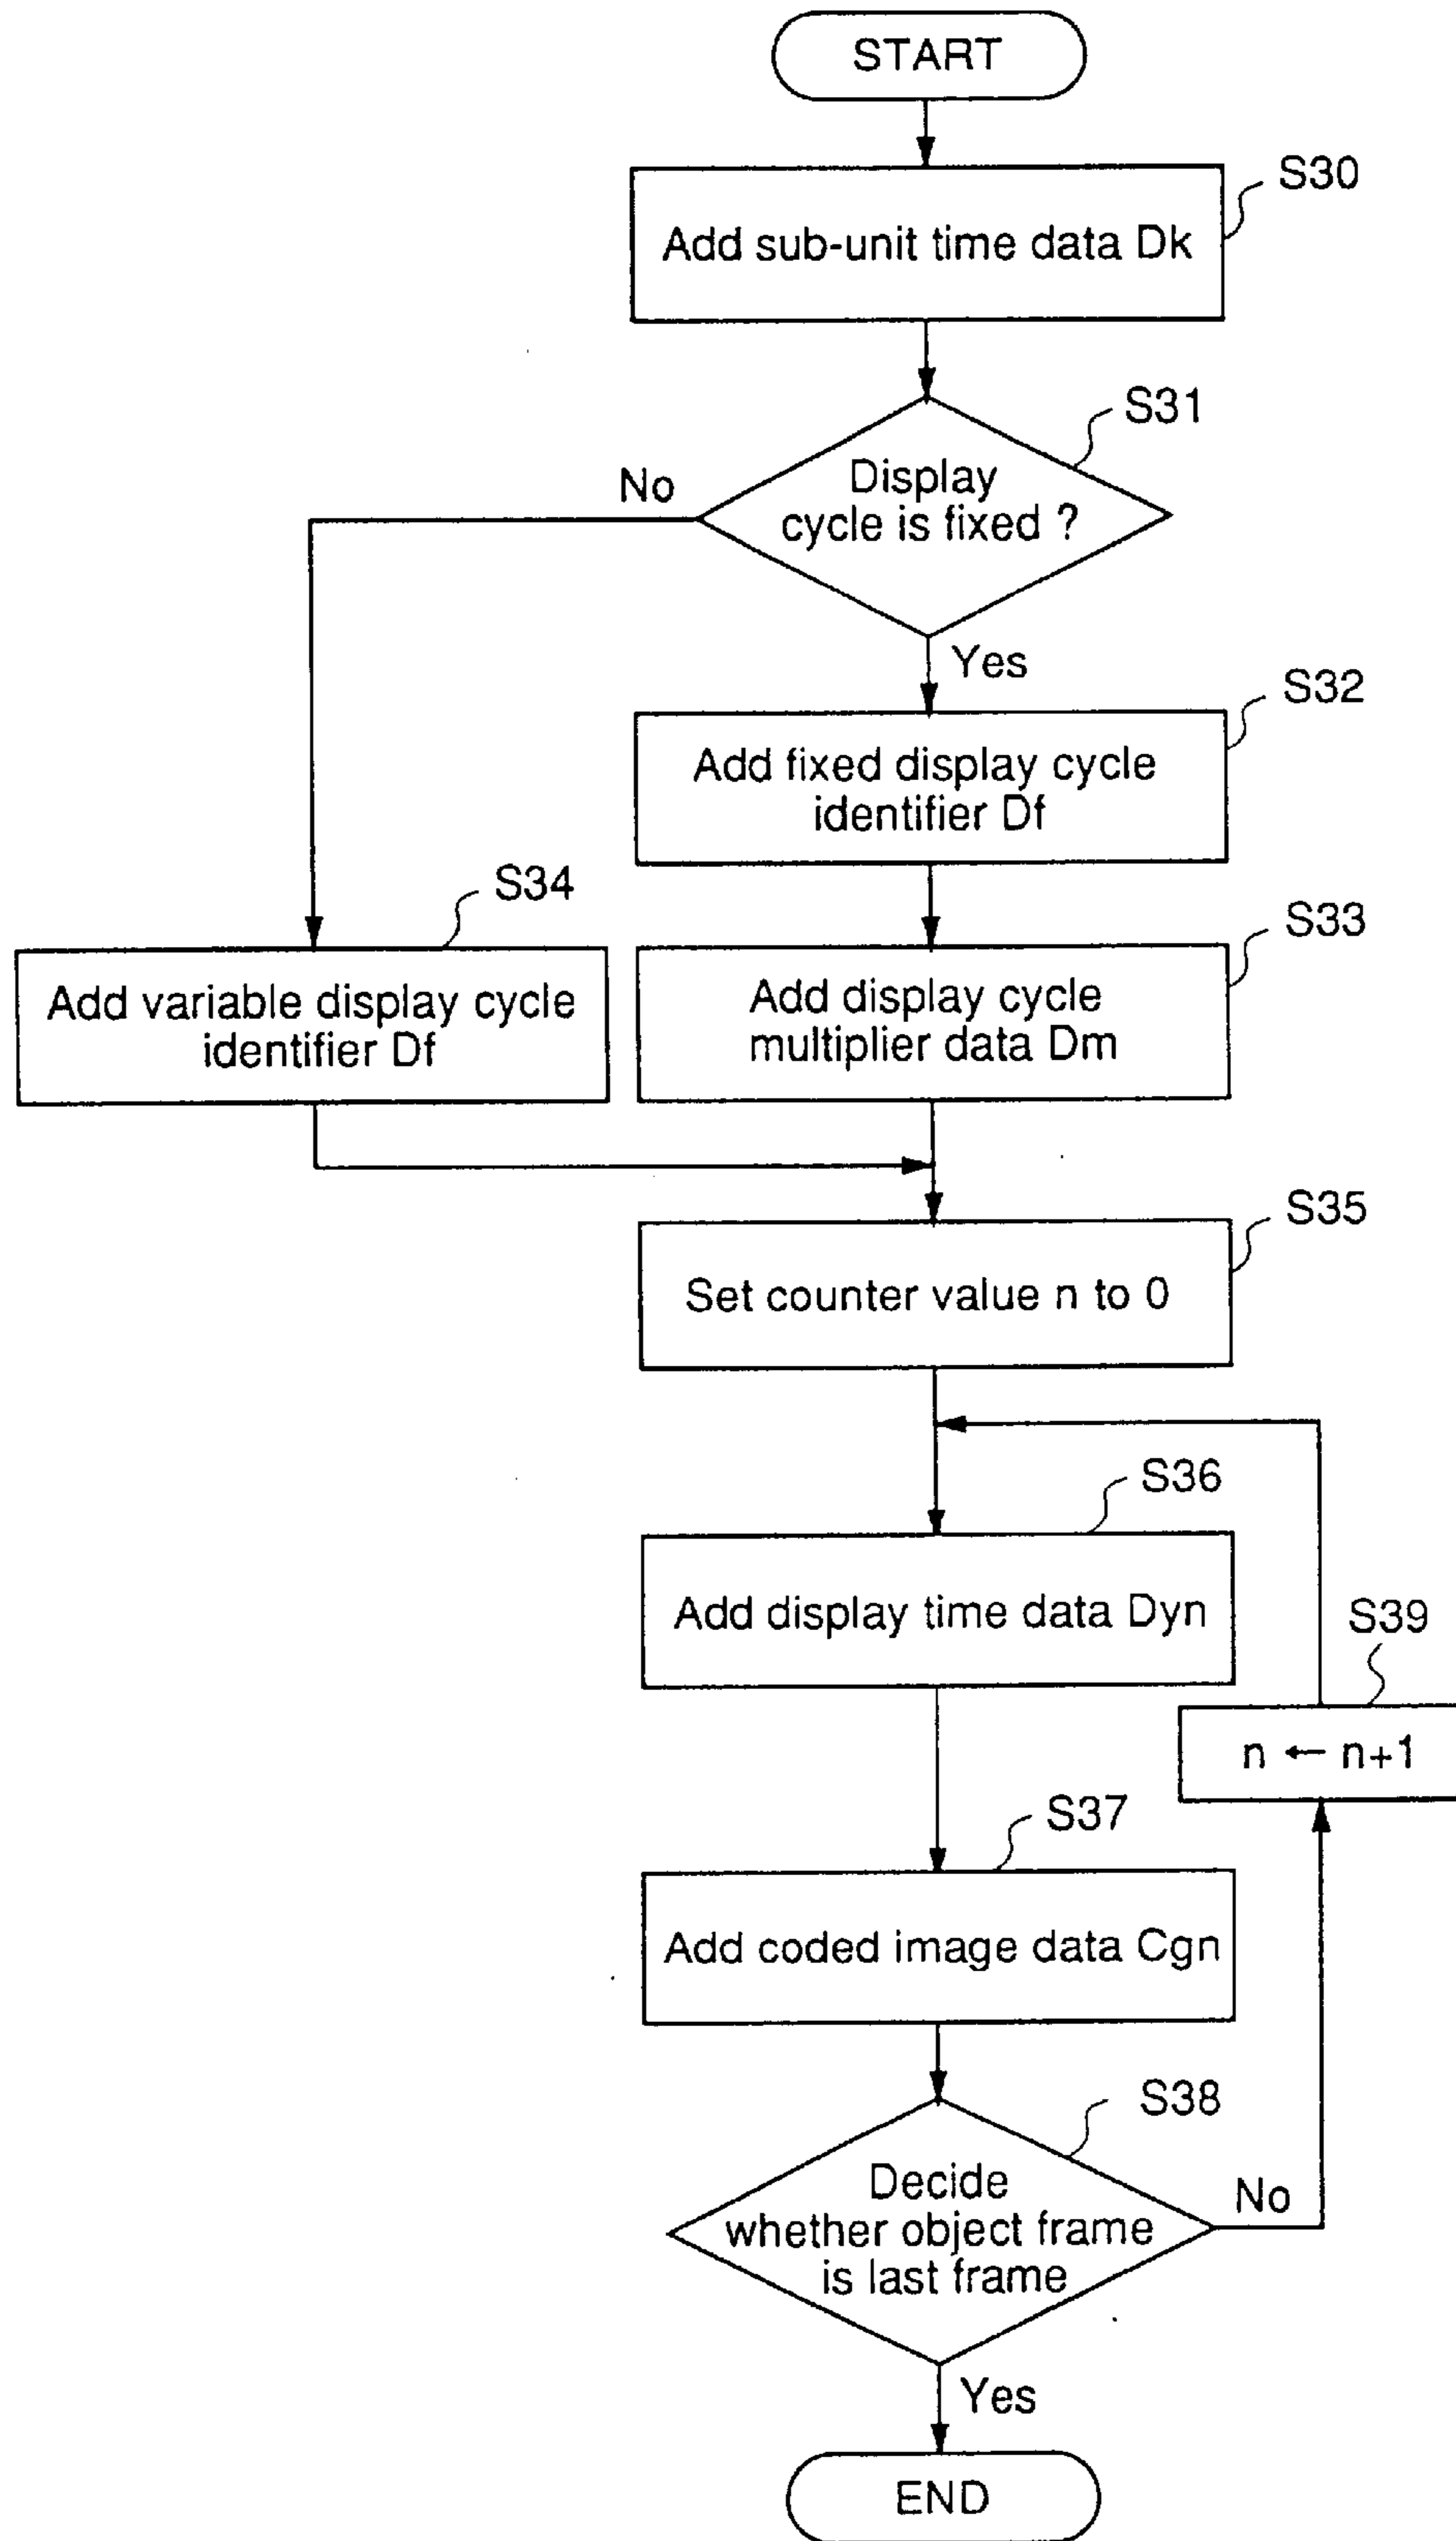 START
S30
Add sub-unit time data Dk
S31
Display
cycle is fixed ?
No
Yes
S32
Add fixed display cycle
identifier Df
S34
Add variable display cycle
identifier Df
S33
Add display cycle
multiplier data Dm
S35
Set counter value n to 0
S36
Add display time data Dyn
S39
n ← n+1
S37
Add coded image data Cgn
S38
Decide
whether object frame
is last frame
No
Yes
END